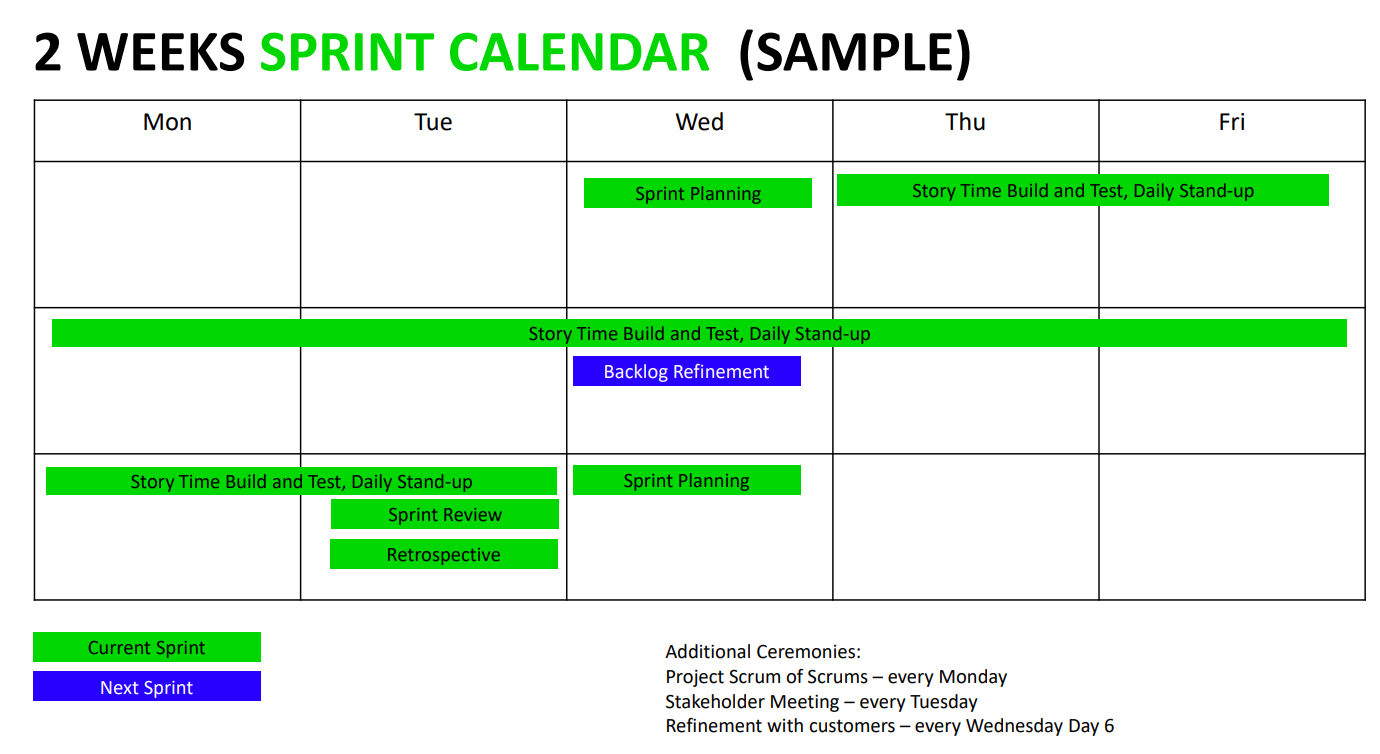 2 WEEKS SPRINT CALENDAR (SAMPLE)
Mon Tue Wed Thu Fri
Sprint Planning
Story Time Build and Test, Daily Stand-up
Story Time Build and Test, Daily Stand-up
Backlog Refinement
Story Time Build and Test, Daily Stand-up
Sprint Planning
Sprint Review
Retrospective
Current Sprint
Next Sprint
Additional Ceremonies:
Project Scrum of Scrums – every Monday
Stakeholder Meeting – every Tuesday
Refinement with customers – every Wednesday Day 6